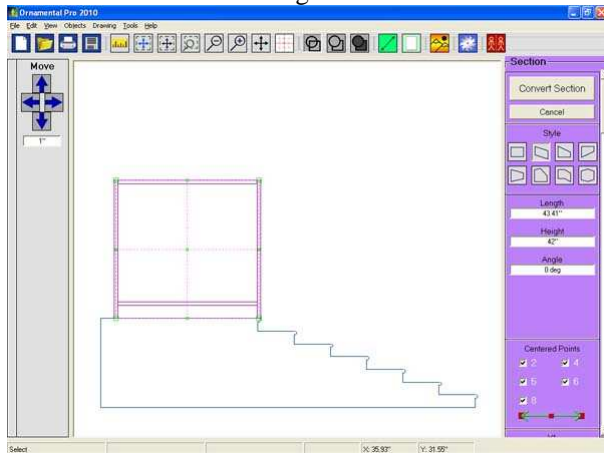 Ornamental Pro 2010
File Edit View Objects Drawing Tools Help
Move
1"
Section
Convert Section
Cancel
Style
Length
43.41"
Height
42"
Angle
0 deg
Centered Points
2 4
5 6
8
Select
X: 35.93" Y: 31.55"